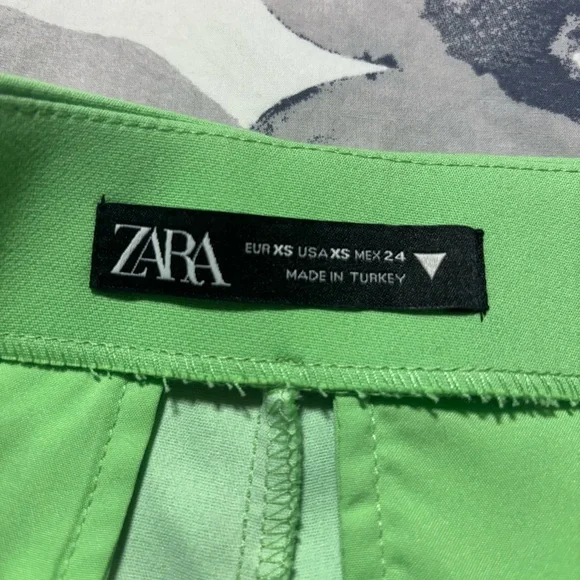 ZARA
EUR XS USA XS MEX 24
MADE IN TURKEY